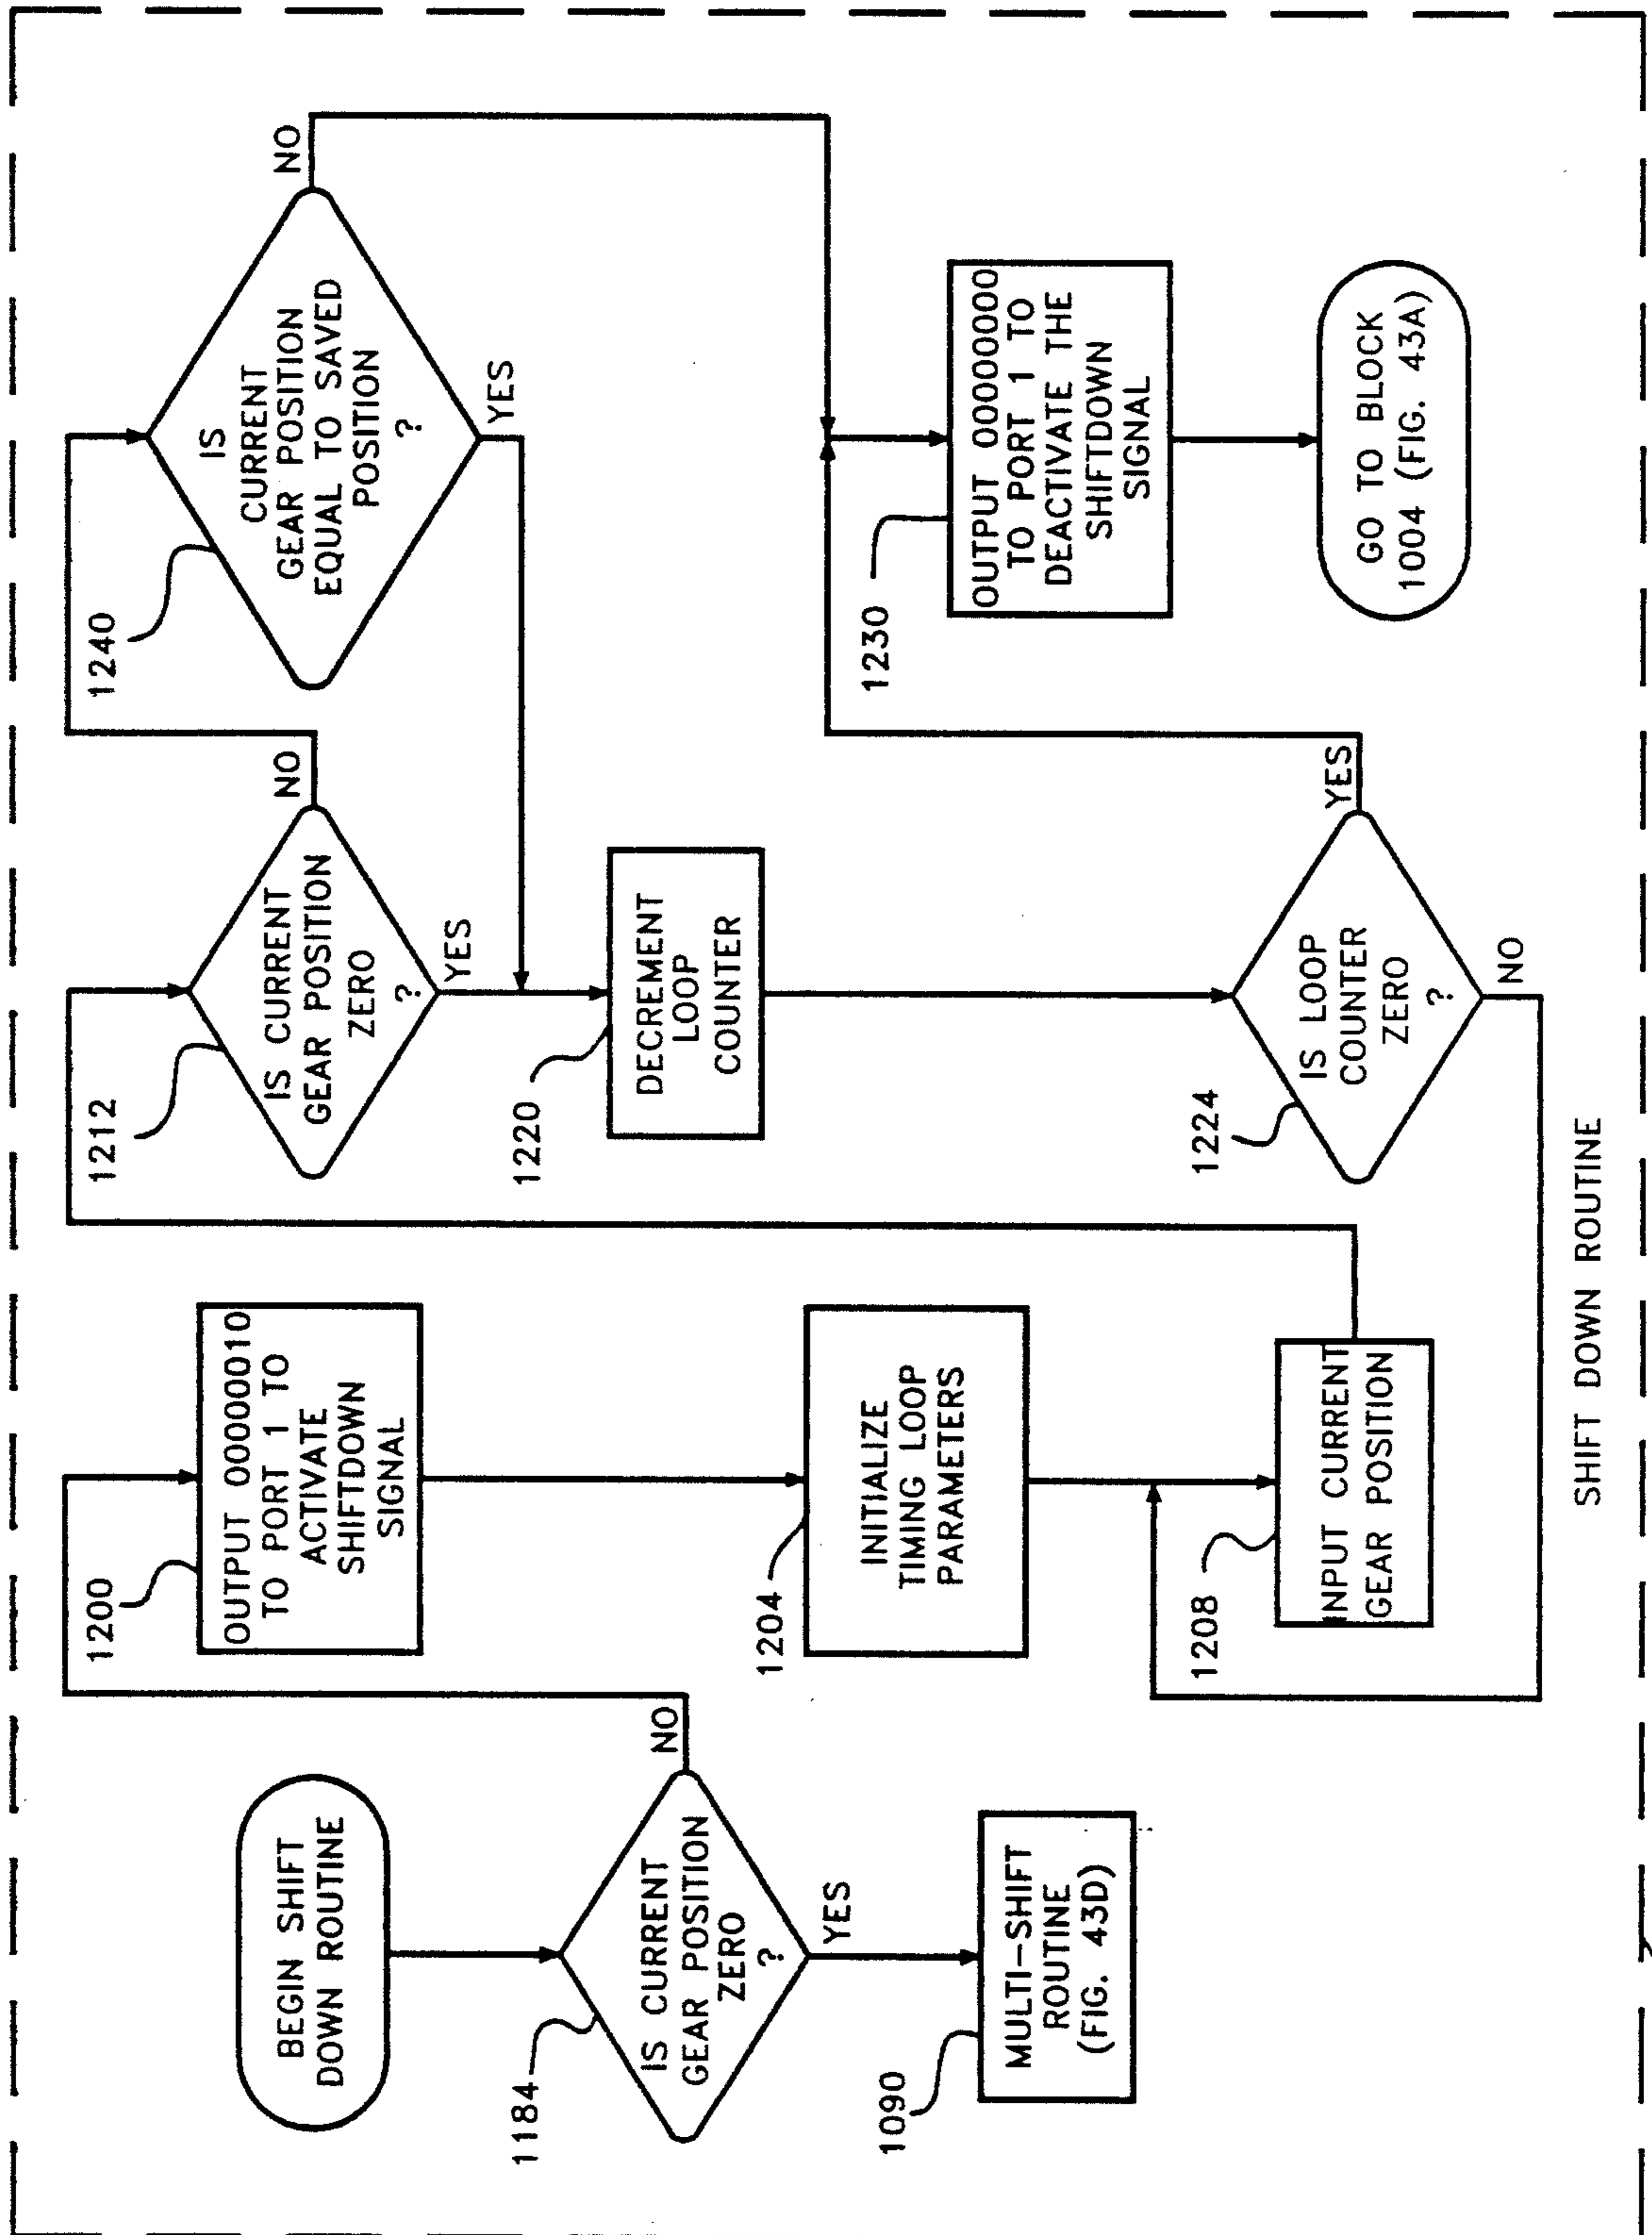 BEGIN SHIFT
DOWN ROUTINE
1184
IS CURRENT
GEAR POSITION
ZERO
?
NO
YES
1090
MULTI-SHIFT
ROUTINE
(FIG. 43D)
1200
OUTPUT 00000010
TO PORT 1 TO
ACTIVATE
SHIFTDOWN
SIGNAL
1204
INITIALIZE
TIMING LOOP
PARAMETERS
1208
INPUT CURRENT
GEAR POSITION
1212
IS CURRENT
GEAR POSITION
ZERO
?
NO
YES
1220
DECREMENT
LOOP
COUNTER
1224
IS LOOP
COUNTER
ZERO
?
YES
NO
1240
IS
CURRENT
GEAR POSITION
EQUAL TO SAVED
POSITION
?
NO
YES
1230
OUTPUT 00000000
TO PORT 1 TO
DEACTIVATE THE
SHIFTDOWN
SIGNAL
GO TO BLOCK
1004 (FIG. 43A)
SHIFT DOWN ROUTINE